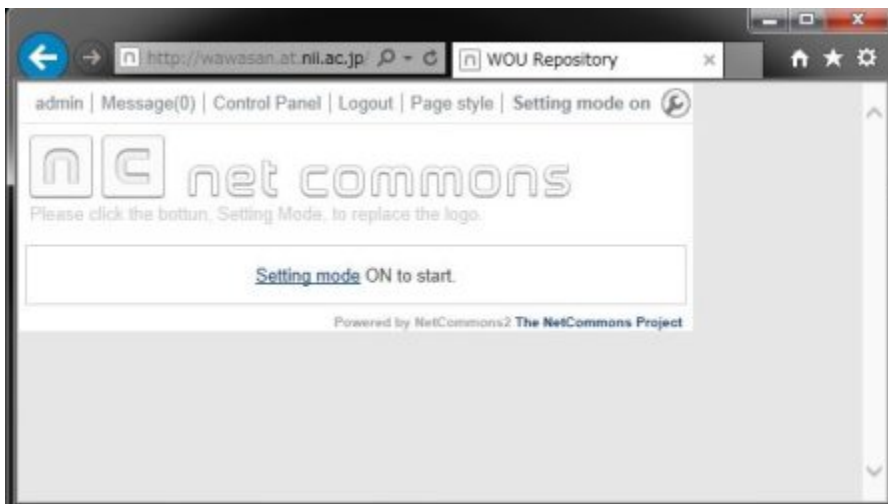 http://wawasan.at.nii.ac.jp/ WOU Repository
admin | Message(0) | Control Panel | Logout | Page style | Setting mode on
nc net commons
Please click the bottun, Setting Mode, to replace the logo.
Setting mode ON to start.
Powered by NetCommons2 The NetCommons Project